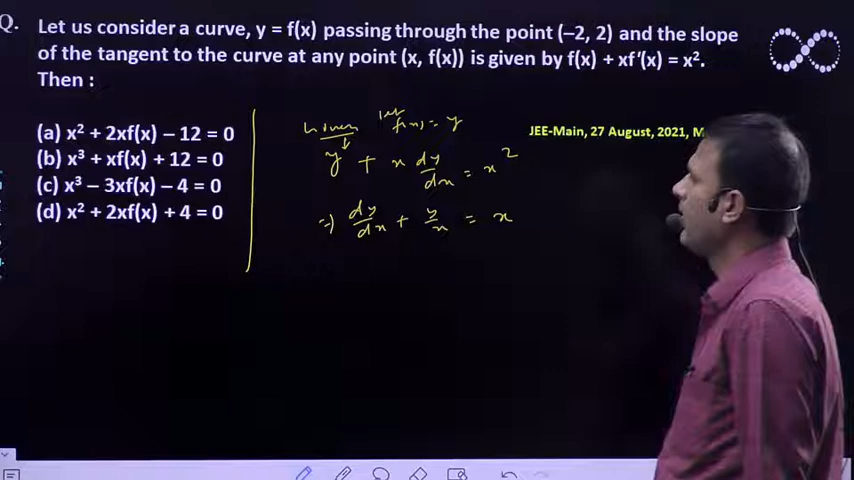 Q. Let us consider a curve, y = f(x) passing through the point (–2, 2) and the slope
of the tangent to the curve at any point (x, f(x)) is given by f(x) + xf'(x) = x².
Then :
(a) x² + 2xf(x) – 12 = 0
(b) x³ + xf(x) + 12 = 0
(c) x³ – 3xf(x) – 4 = 0
(d) x² + 2xf(x) + 4 = 0
JEE-Main, 27 August, 2021, M
let f(x) = y
y + x dy/dx = x²
=) dy/dx + y/x = x